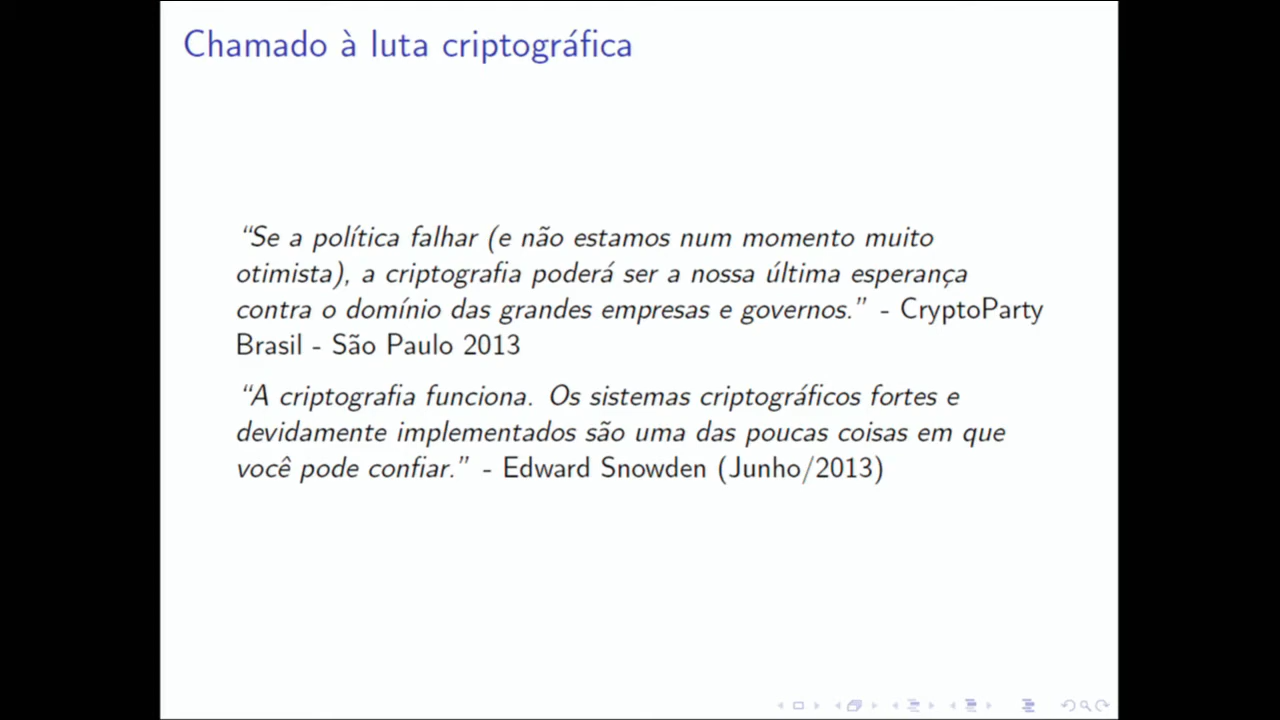 Chamado à luta criptográfica
“Se a política falhar (e não estamos num momento muito
otimista), a criptografia poderá ser a nossa última esperança
contra o domínio das grandes empresas e governos.” - CryptoParty
Brasil - São Paulo 2013
“A criptografia funciona. Os sistemas criptográficos fortes e
devidamente implementados são uma das poucas coisas em que
você pode confiar.” - Edward Snowden (Junho/2013)